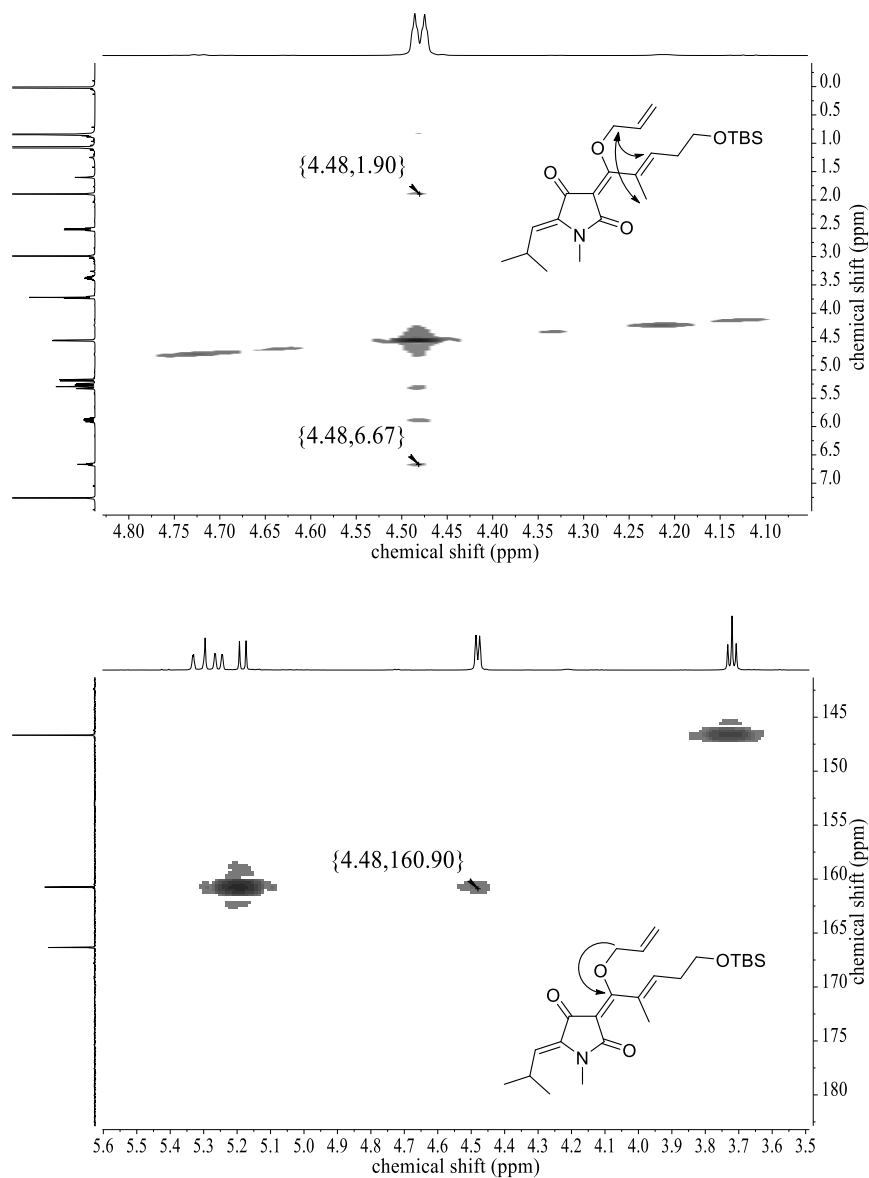 0.0
0.5
1.0
1.5
2.0
2.5
3.0
3.5
4.0
4.5
5.0
5.5
6.0
6.5
7.0
chemical shift (ppm)
{4.48,1.90}
{4.48,6.67}
O
OTBS
O
N
O
4.80 4.75 4.70 4.65 4.60 4.55 4.50 4.45 4.40 4.35 4.30 4.25 4.20 4.15 4.10
chemical shift (ppm)
145
150
155
160
165
170
175
180
chemical shift (ppm)
{4.48,160.90}
O
OTBS
O
N
O
5.6 5.5 5.4 5.3 5.2 5.1 5.0 4.9 4.8 4.7 4.6 4.5 4.4 4.3 4.2 4.1 4.0 3.9 3.8 3.7 3.6 3.5
chemical shift (ppm)